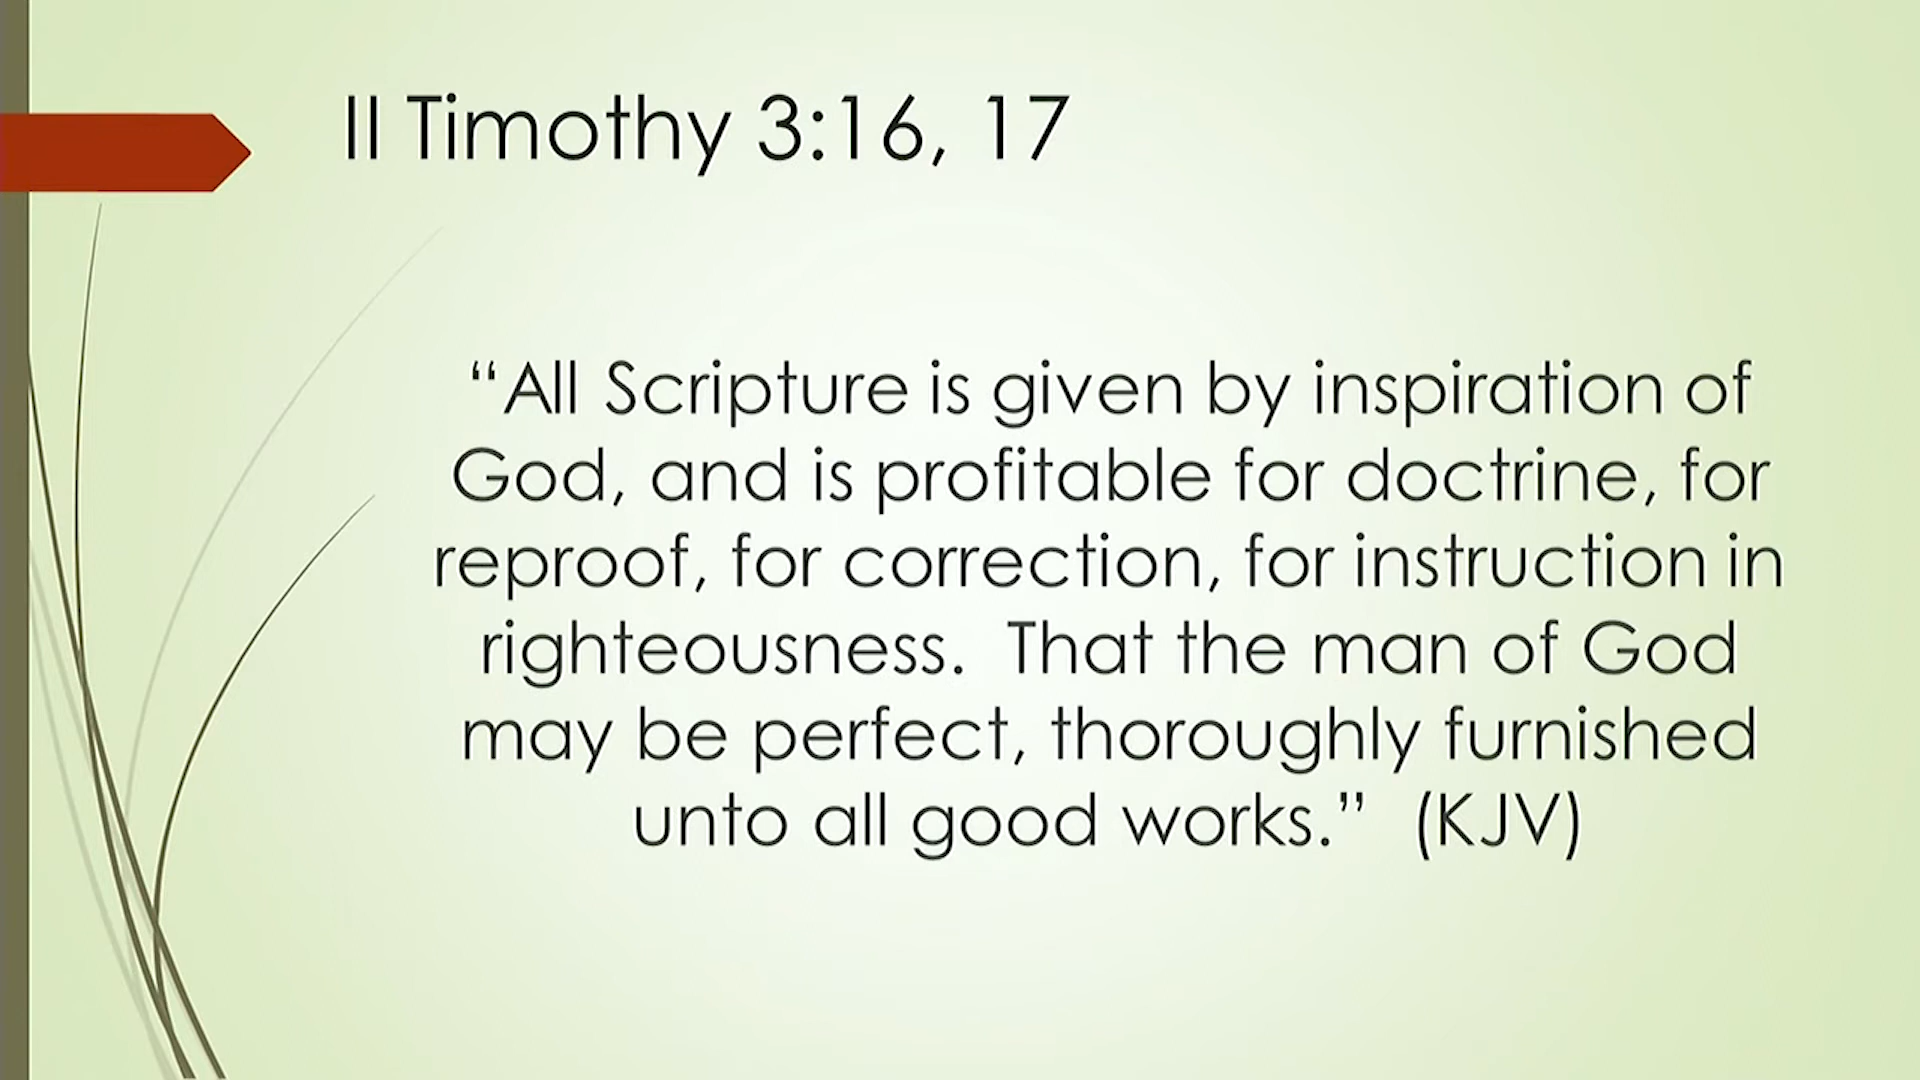 II Timothy 3:16, 17
“All Scripture is given by inspiration of
God, and is profitable for doctrine, for
reproof, for correction, for instruction in
righteousness.  That the man of God
may be perfect, thoroughly furnished
unto all good works.”  (KJV)